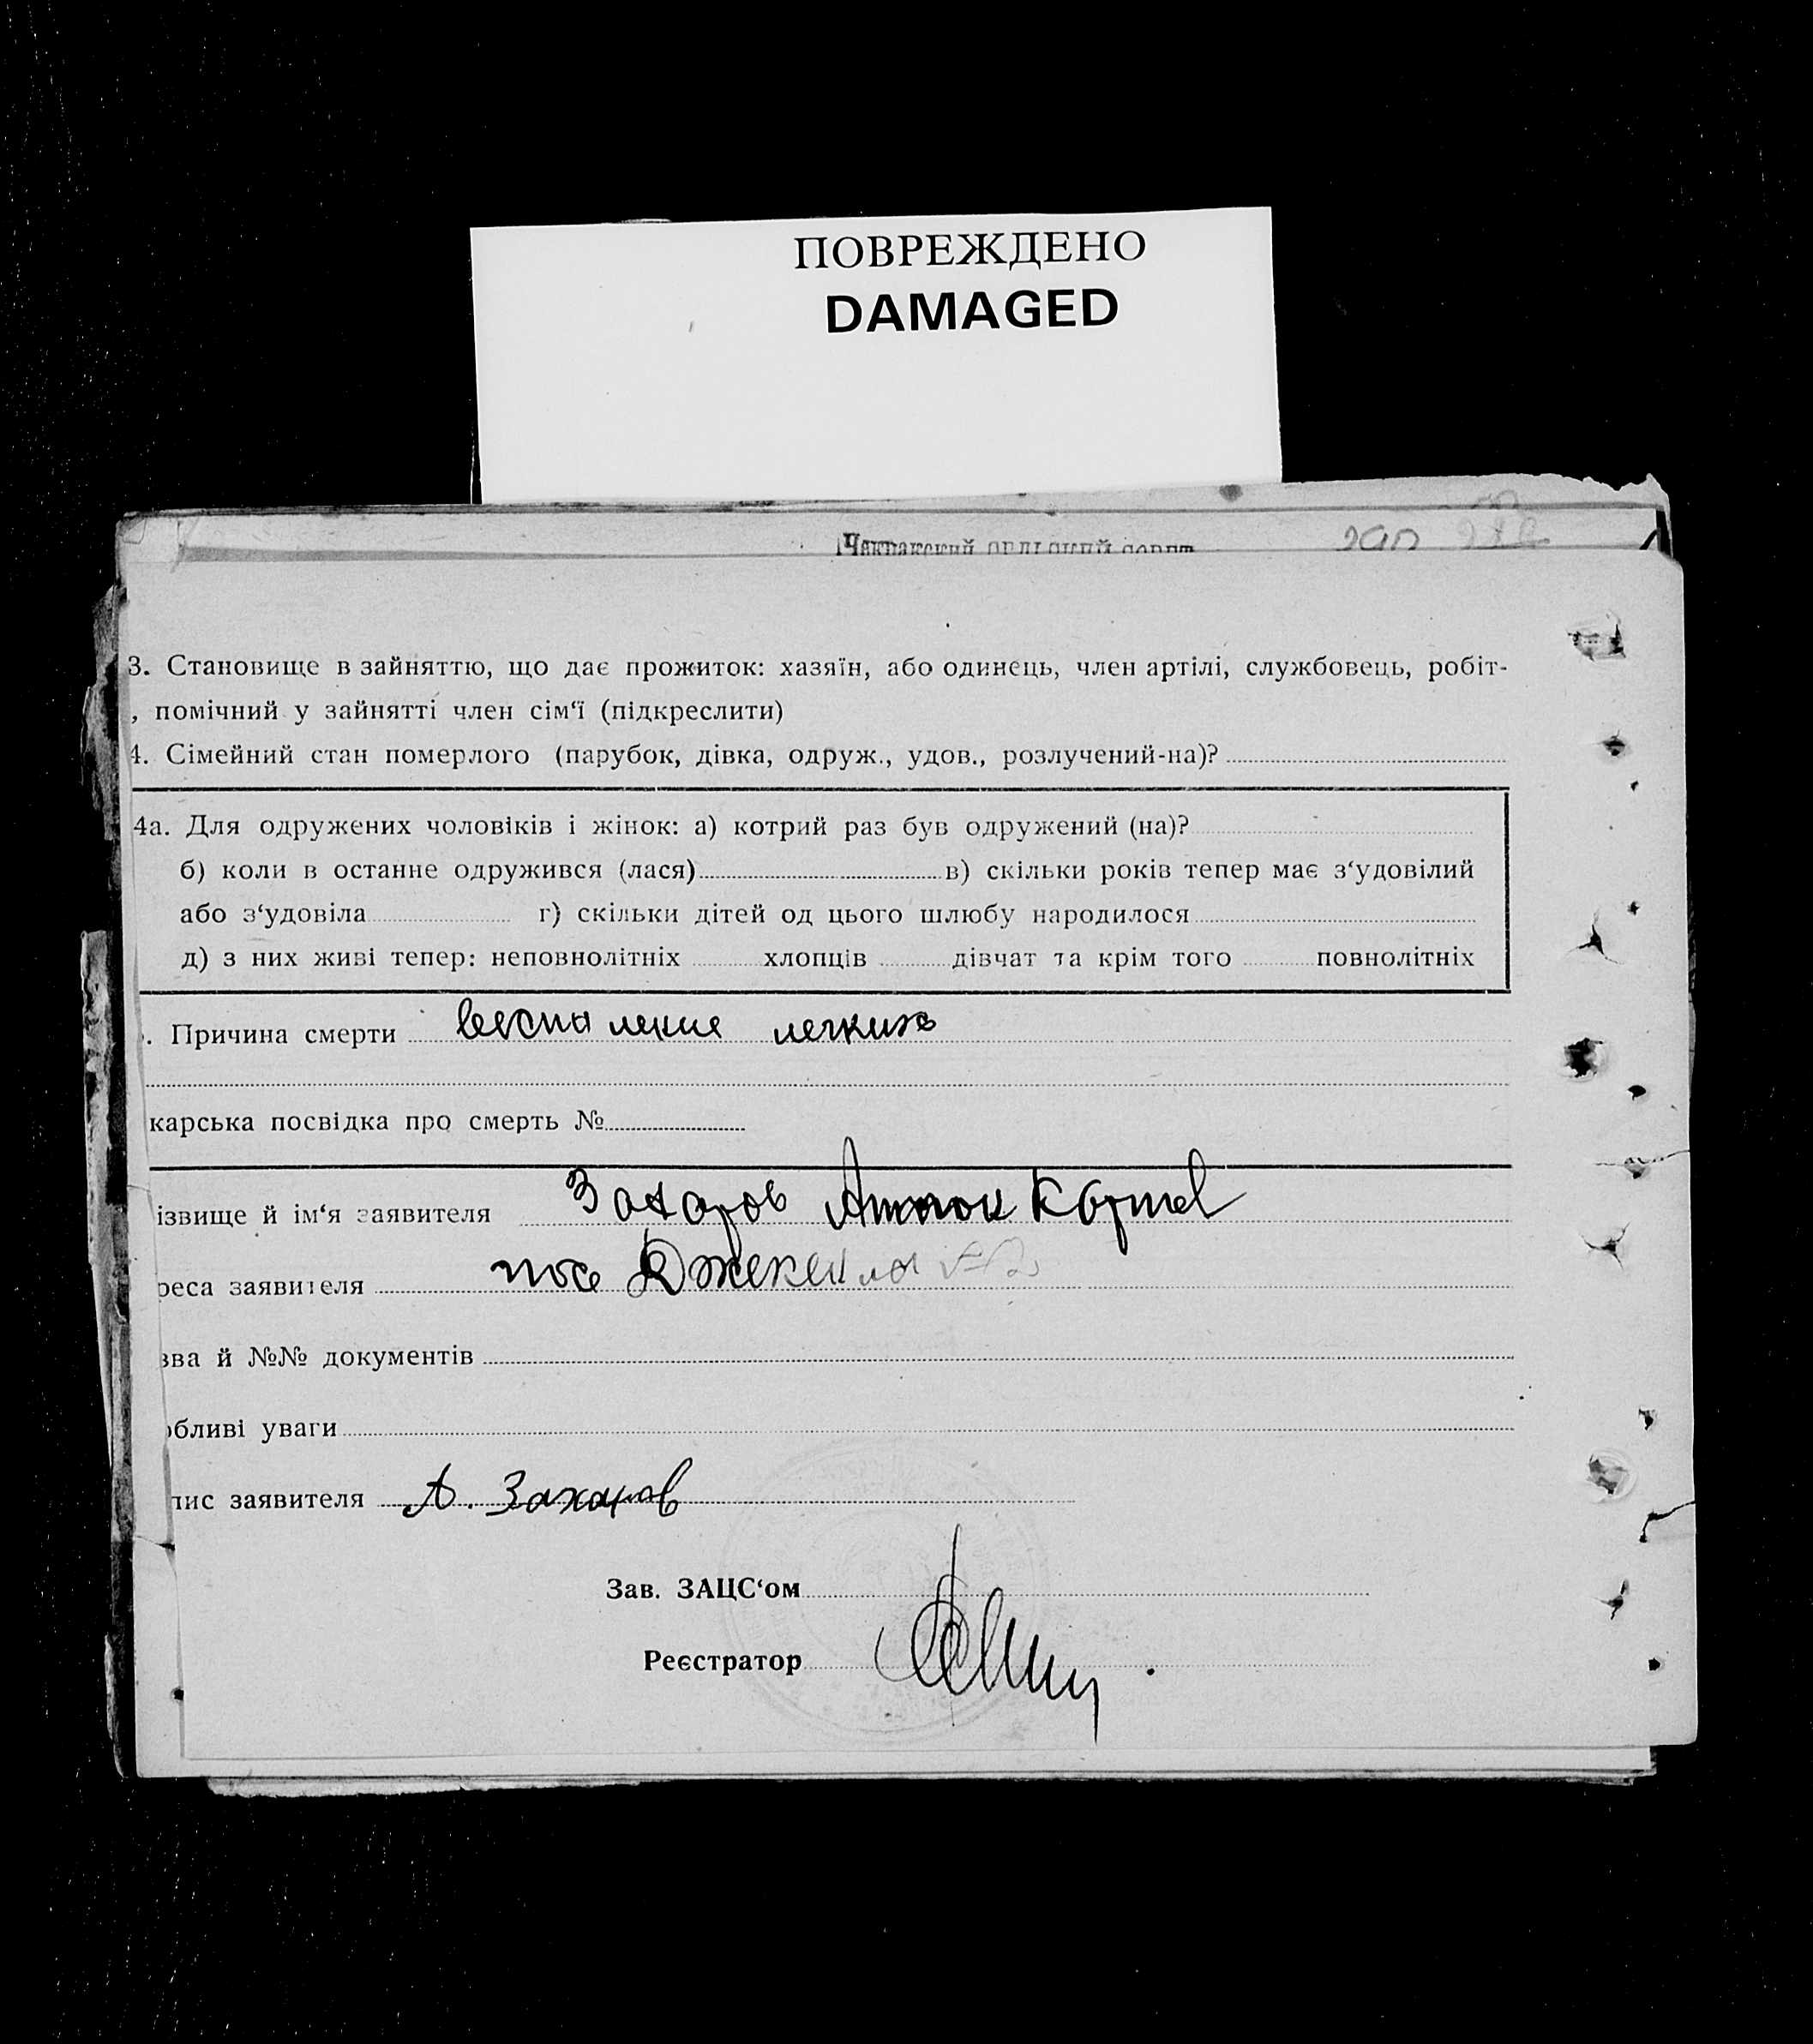 ПОВРЕЖДЕНО
DAMAGED
3. Становище в зайняттю, що дає прожиток: хазяїн, або одинець, член артілі, службовець, робіт-
, помічний у зайнятті член сім‘ї (підкреслити)
4. Сімейний стан померлого (парубок, дівка, одруж., удов., розлучений-на)?
4а. Для одружених чоловіків і жінок: а) котрий раз був одружений (на)?
б) коли в останне одружився (лася) в) скільки років тепер має з‘удовілий
або з‘удовіла г) скільки дітей од цього шлюбу народилося
д) з них живі тепер: неповнолітніх хлопців дівчат та крім того повнолітніх
. Причина смерти легких
карська посвідка про смерть №
ізвище й ім‘я заявителя Захаров
реса заявителя
зва й №№ документів
обливі уваги
пис заявителя А. Захаров
Зав. ЗАЦС‘ом
Реєстратор